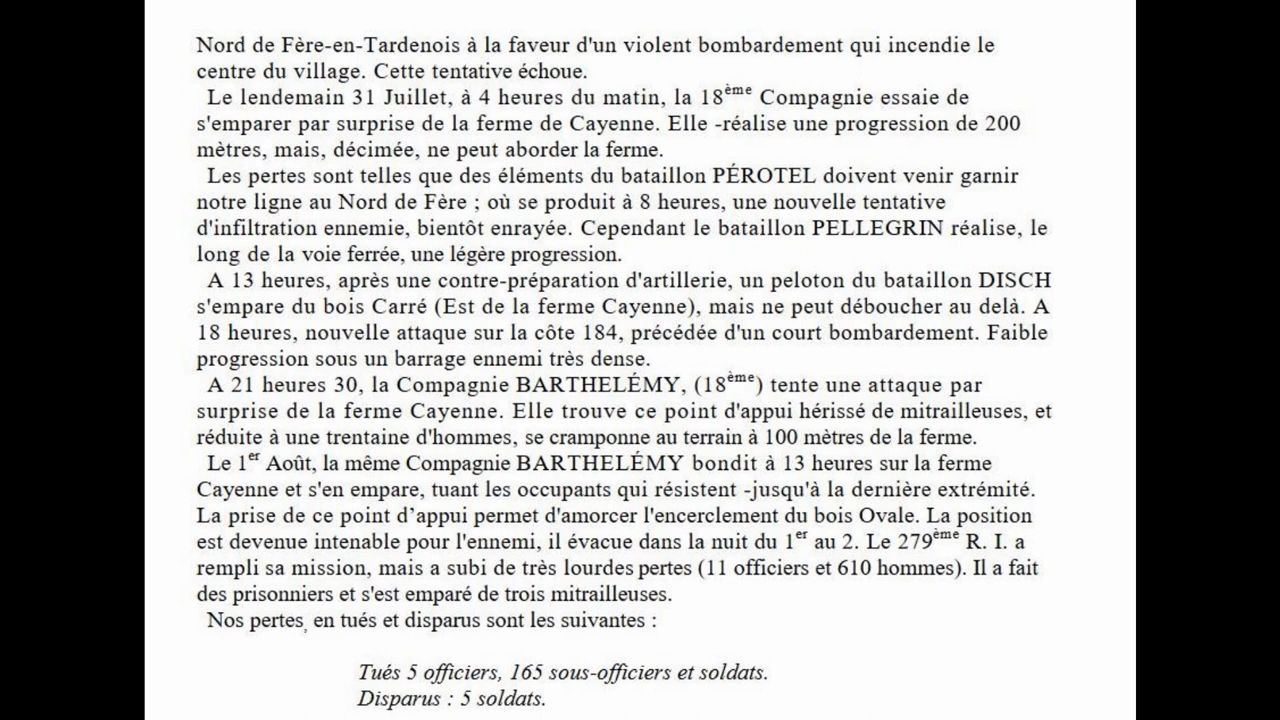 Nord de Fère-en-Tardenois à la faveur d'un violent bombardement qui incendie le
centre du village. Cette tentative échoue.
Le lendemain 31 Juillet, à 4 heures du matin, la 18ème Compagnie essaie de
s'emparer par surprise de la ferme de Cayenne. Elle -réalise une progression de 200
mètres, mais, décimée, ne peut aborder la ferme.
Les pertes sont telles que des éléments du bataillon PÉROTEL doivent venir garnir
notre ligne au Nord de Fère ; où se produit à 8 heures, une nouvelle tentative
d'infiltration ennemie, bientôt enrayée. Cependant le bataillon PELLEGRIN réalise, le
long de la voie ferrée, une légère progression.
A 13 heures, après une contre-préparation d'artillerie, un peloton du bataillon DISCH
s'empare du bois Carré (Est de la ferme Cayenne), mais ne peut déboucher au delà. A
18 heures, nouvelle attaque sur la côte 184, précédée d'un court bombardement. Faible
progression sous un barrage ennemi très dense.
A 21 heures 30, la Compagnie BARTHELÉMY, (18ème) tente une attaque par
surprise de la ferme Cayenne. Elle trouve ce point d'appui hérissé de mitrailleuses, et
réduite à une trentaine d'hommes, se cramponne au terrain à 100 mètres de la ferme.
Le 1er Août, la même Compagnie BARTHELÉMY bondit à 13 heures sur la ferme
Cayenne et s'en empare, tuant les occupants qui résistent -jusqu'à la dernière extrémité.
La prise de ce point d’appui permet d'amorcer l'encerclement du bois Ovale. La position
est devenue intenable pour l'ennemi, il évacue dans la nuit du 1er au 2. Le 279ème R. I. a
rempli sa mission, mais a subi de très lourdes pertes (11 officiers et 610 hommes). Il a fait
des prisonniers et s'est emparé de trois mitrailleuses.
Nos pertes, en tués et disparus sont les suivantes :
Tués 5 officiers, 165 sous-officiers et soldats.
Disparus : 5 soldats.